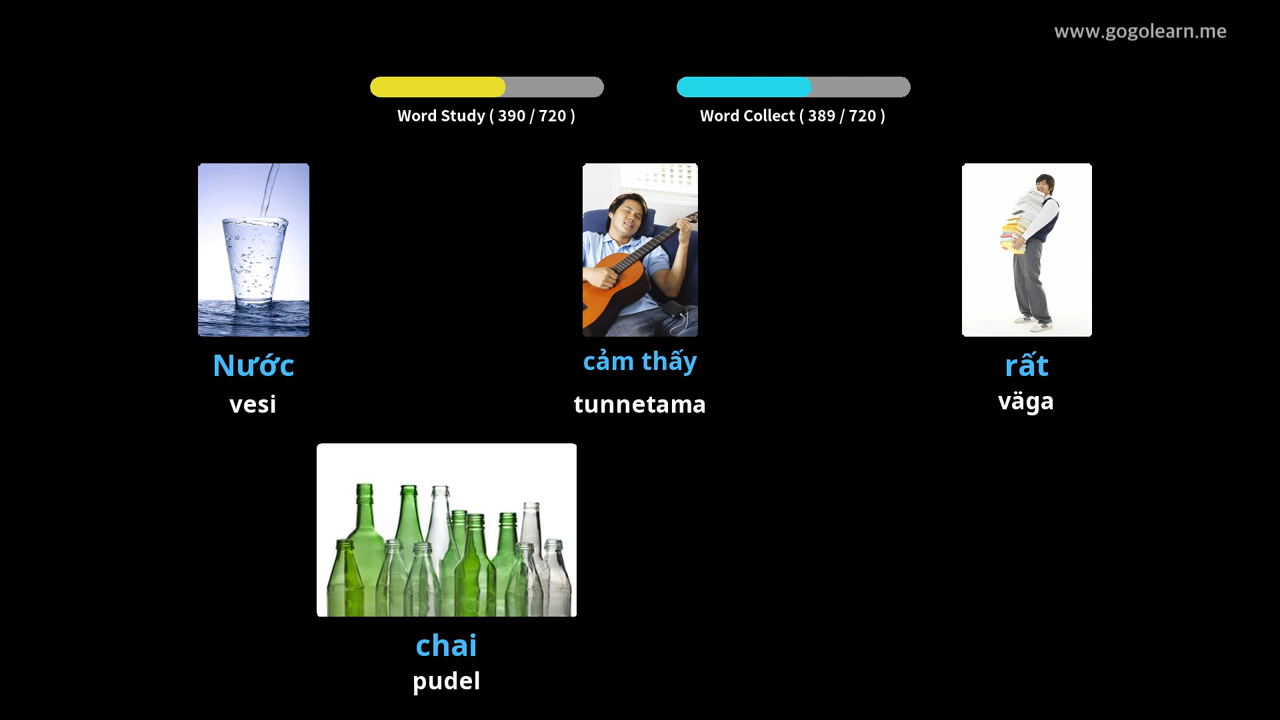 www.gogolearn.me
Word Study ( 390 / 720 )
Word Collect ( 389 / 720 )
Nước
vesi
cảm thấy
tunnetama
rất
väga
chai
pudel